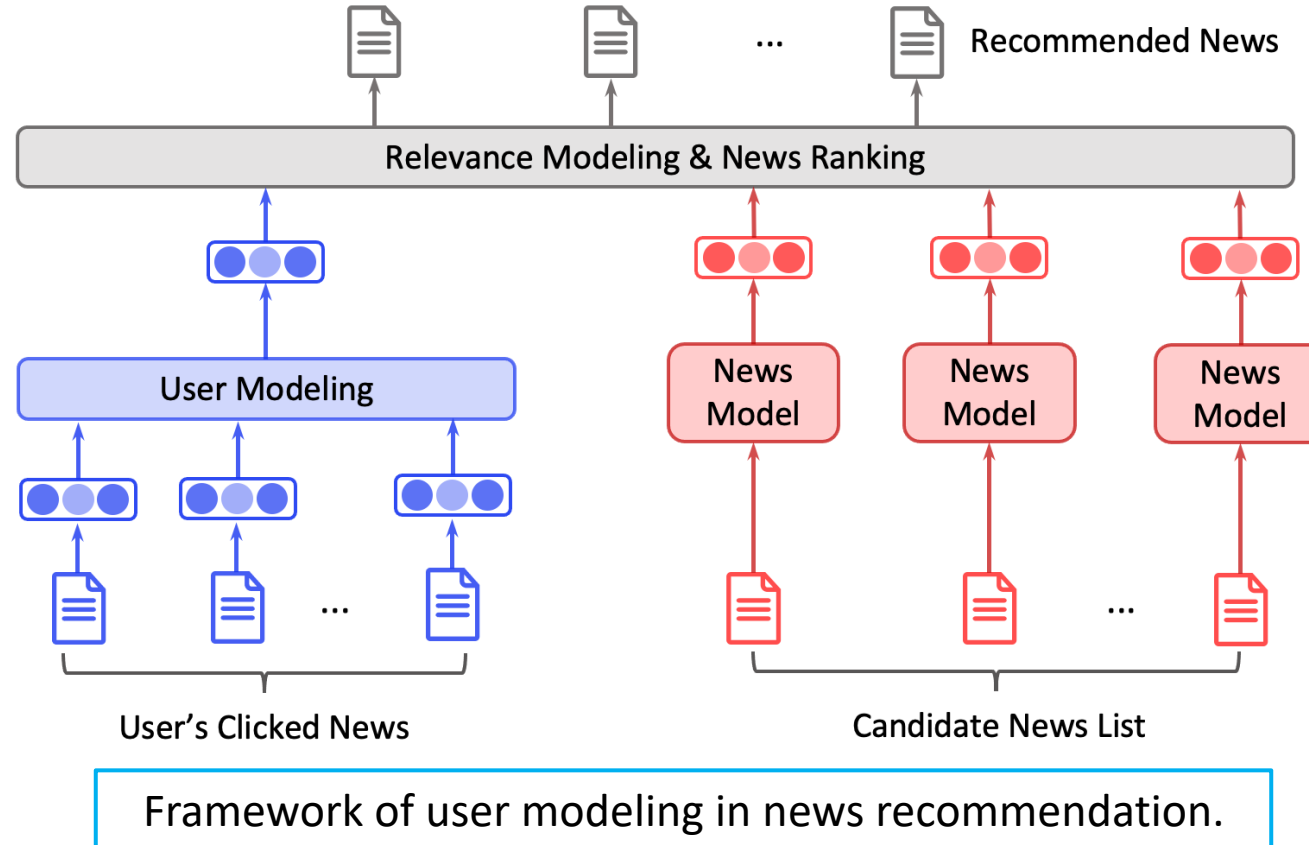 ... Recommended News
Relevance Modeling & News Ranking
User Modeling
News
Model
News
Model
News
Model
...
...
User’s Clicked News
Candidate News List
Framework of user modeling in news recommendation.